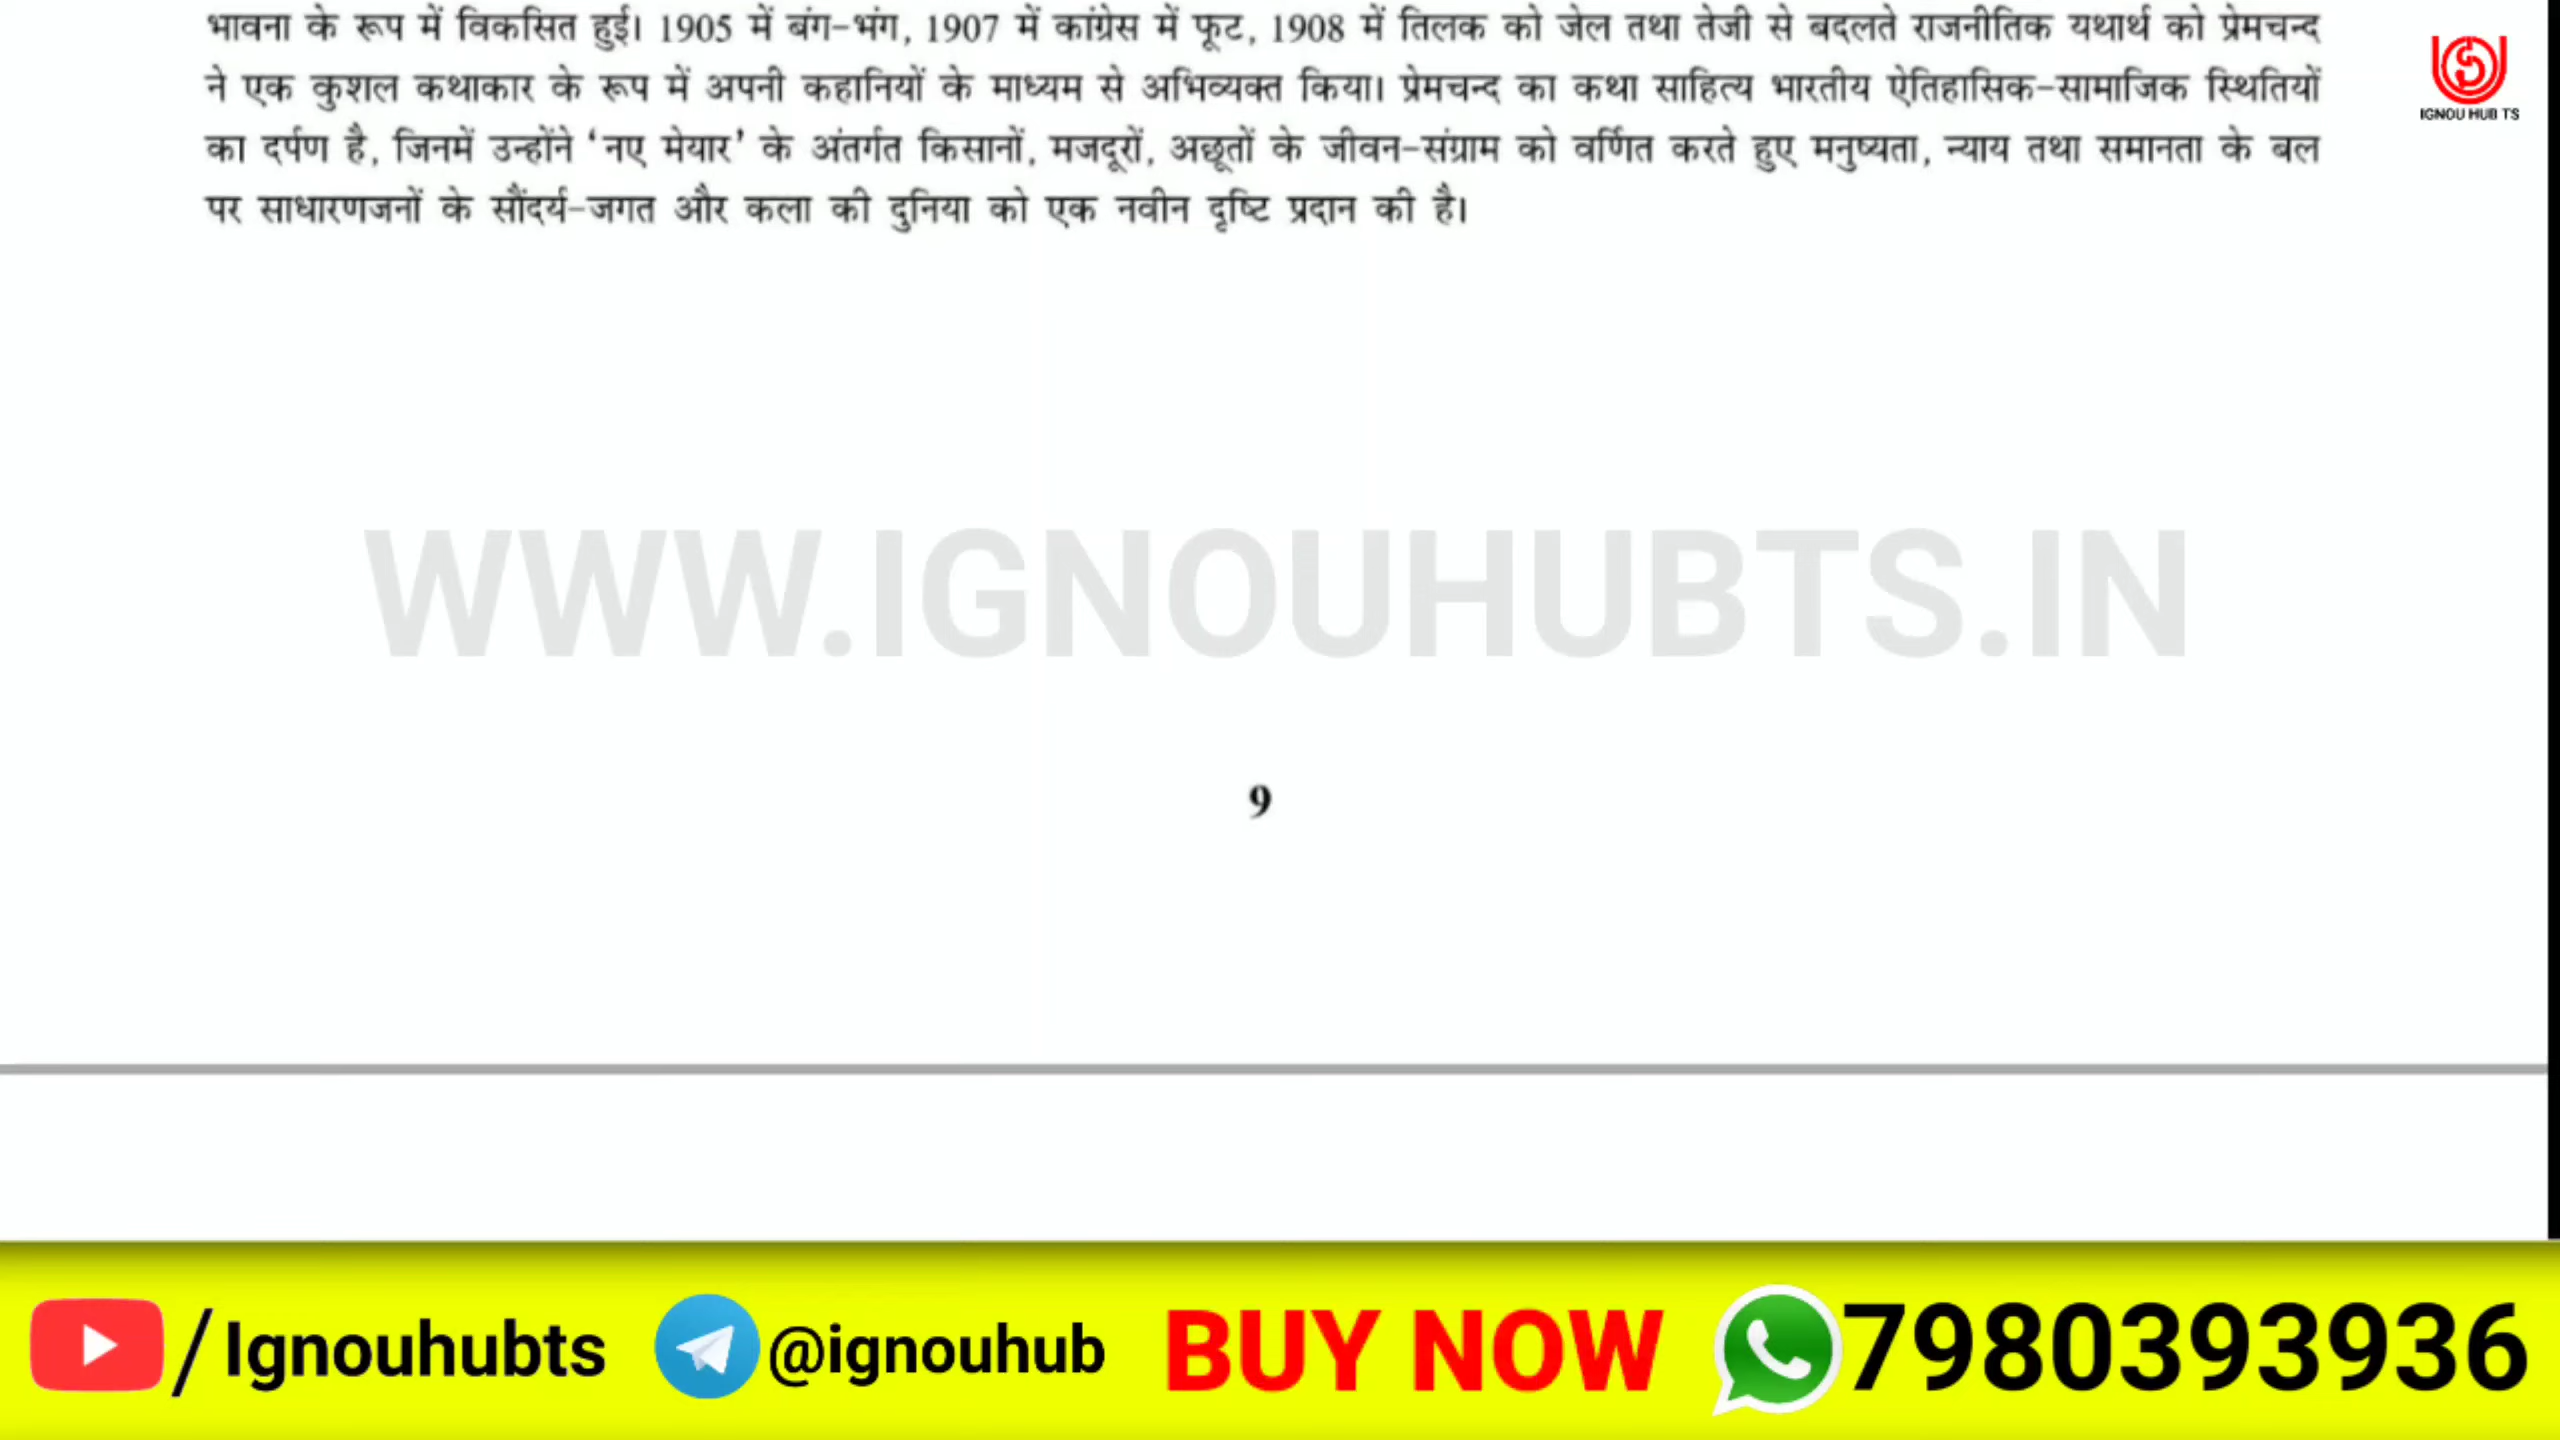 भावना के रूप में विकसित हुई। 1905 में बंग-भंग, 1907 में कांग्रेस में फूट, 1908 में तिलक को जेल तथा तेजी से बदलते राजनीतिक यथार्थ को प्रेमचन्द
ने एक कुशल कथाकार के रूप में अपनी कहानियों के माध्यम से अभिव्यक्त किया। प्रेमचन्द का कथा साहित्य भारतीय ऐतिहासिक-सामाजिक स्थितियों
का दर्पण है, जिनमें उन्होंने ‘नए मेयार’ के अंतर्गत किसानों, मजदूरों, अछूतों के जीवन-संग्राम को वर्णित करते हुए मनुष्यता, न्याय तथा समानता के बल
पर साधारणजनों के सौंदर्य-जगत और कला की दुनिया को एक नवीन दृष्टि प्रदान की है।
IGNOU HUB TS
WWW.IGNOUHUBTS.IN
9
/Ignouhubts @ignouhub BUY NOW 7980393936